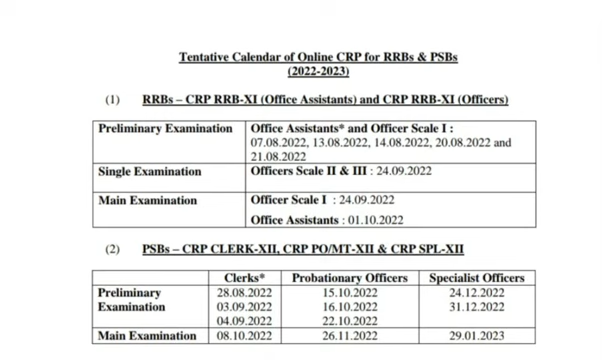 Tentative Calendar of Online CRP for RRBs & PSBs
(2022-2023)
(1) RRBs – CRP RRB-XI (Office Assistants) and CRP RRB-XI (Officers)
Preliminary Examination Office Assistants* and Officer Scale I :
07.08.2022, 13.08.2022, 14.08.2022, 20.08.2022 and
21.08.2022
Single Examination Officers Scale II & III : 24.09.2022
Main Examination Officer Scale I : 24.09.2022
Office Assistants : 01.10.2022
(2) PSBs – CRP CLERK-XII, CRP PO/MT-XII & CRP SPL-XII
Clerks* Probationary Officers Specialist Officers
Preliminary 28.08.2022 15.10.2022 24.12.2022
Examination 03.09.2022 16.10.2022 31.12.2022
04.09.2022 22.10.2022
Main Examination 08.10.2022 26.11.2022 29.01.2023